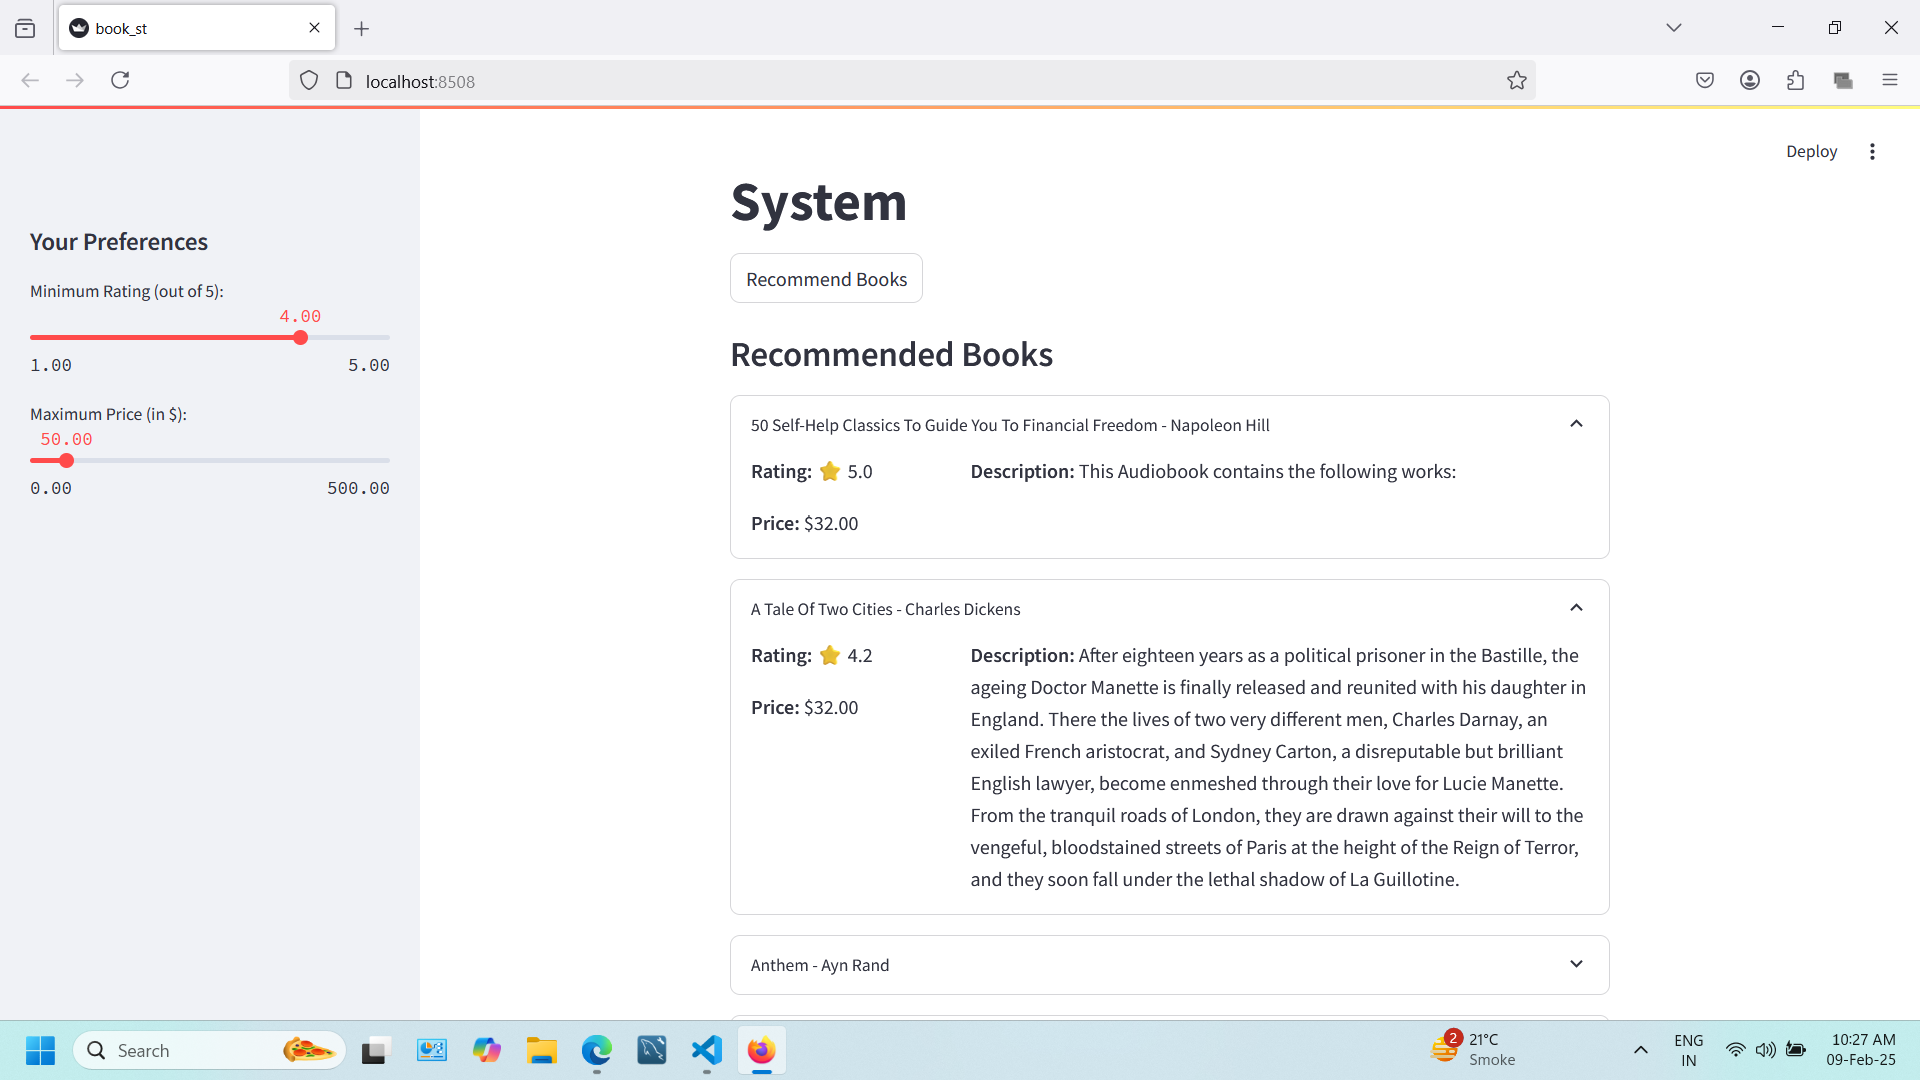 book_st
localhost:8508
Deploy
System
Your Preferences
Recommend Books
Minimum Rating (out of 5):
4.00
1.00 5.00
Maximum Price (in $):
50.00
0.00 500.00
Recommended Books
50 Self-Help Classics To Guide You To Financial Freedom - Napoleon Hill
Rating: ⭐ 5.0
Price: $32.00
Description: This Audiobook contains the following works:
A Tale Of Two Cities - Charles Dickens
Rating: ⭐ 4.2
Price: $32.00
Description: After eighteen years as a political prisoner in the Bastille, the
ageing Doctor Manette is finally released and reunited with his daughter in
England. There the lives of two very different men, Charles Darnay, an
exiled French aristocrat, and Sydney Carton, a disreputable but brilliant
English lawyer, become enmeshed through their love for Lucie Manette.
From the tranquil roads of London, they are drawn against their will to the
vengeful, bloodstained streets of Paris at the height of the Reign of Terror,
and they soon fall under the lethal shadow of La Guillotine.
Anthem - Ayn Rand
Search
2
21°C
Smoke
ENG
IN
10:27 AM
09-Feb-25